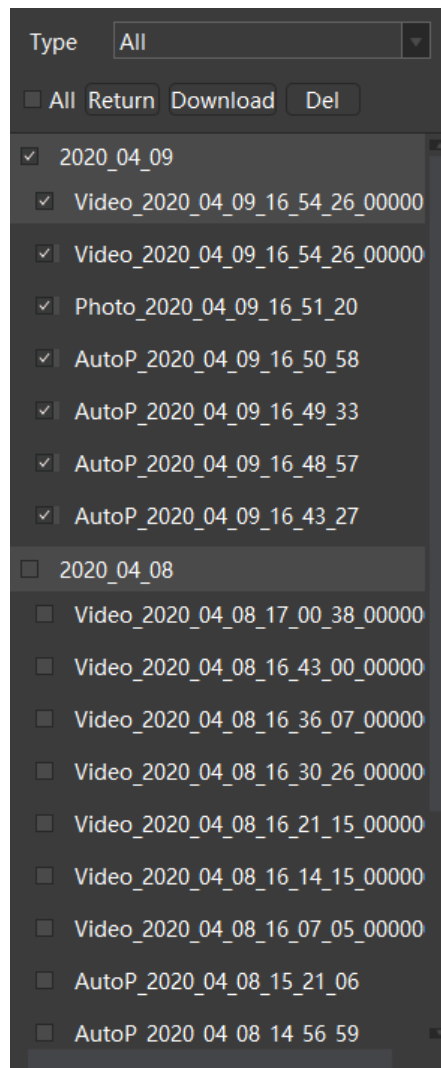 Type All
All Return Download Del
2020_04_09
Video_2020_04_09_16_54_26_00000
Video_2020_04_09_16_54_26_00000
Photo_2020_04_09_16_51_20
AutoP_2020_04_09_16_50_58
AutoP_2020_04_09_16_49_33
AutoP_2020_04_09_16_48_57
AutoP_2020_04_09_16_43_27
2020_04_08
Video_2020_04_08_17_00_38_00000
Video_2020_04_08_16_43_00_00000
Video_2020_04_08_16_36_07_00000
Video_2020_04_08_16_30_26_00000
Video_2020_04_08_16_21_15_00000
Video_2020_04_08_16_14_15_00000
Video_2020_04_08_16_07_05_00000
AutoP_2020_04_08_15_21_06
AutoP_2020_04_08_14_56_59